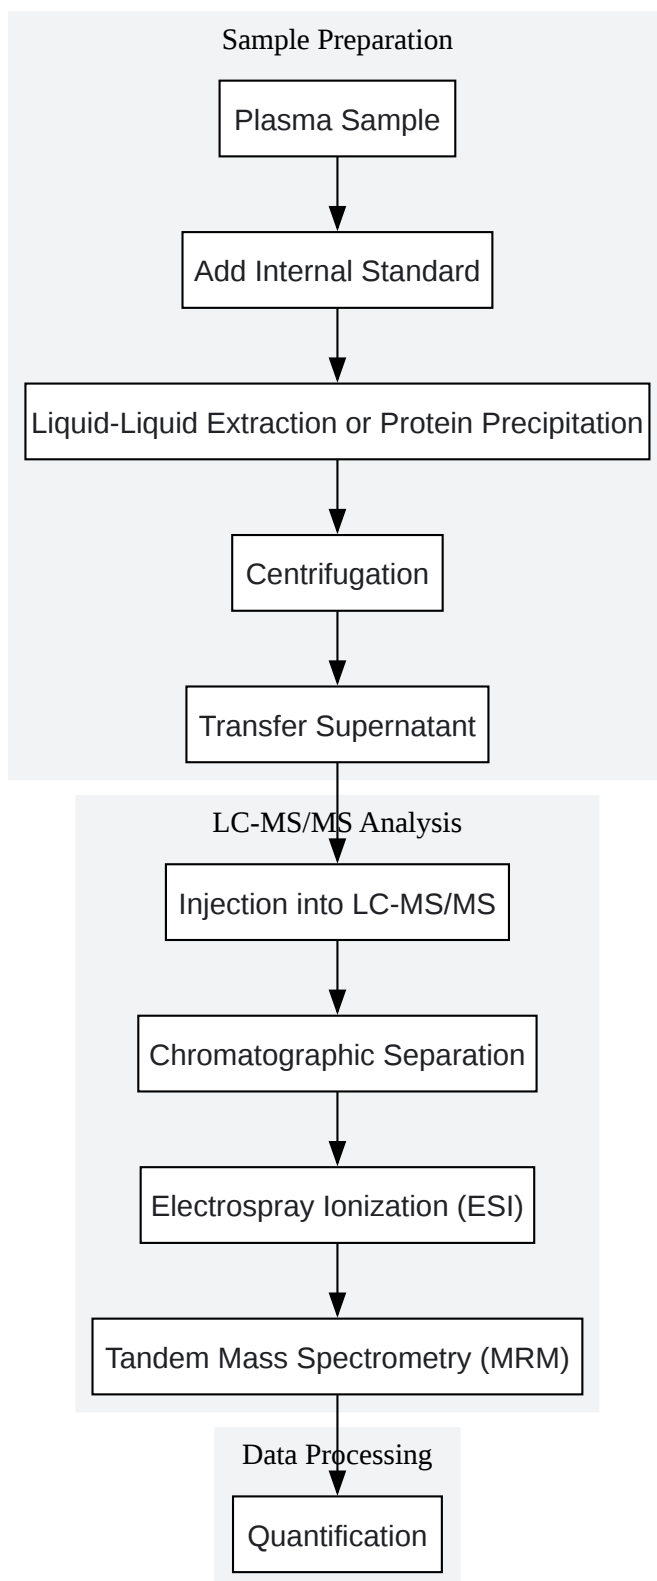 Sample Preparation
Plasma Sample
Add Internal Standard
Liquid-Liquid Extraction or Protein Precipitation
Centrifugation
Transfer Supernatant
LC-MS/MS Analysis
Injection into LC-MS/MS
Chromatographic Separation
Electrospray Ionization (ESI)
Tandem Mass Spectrometry (MRM)
Data Processing
Quantification